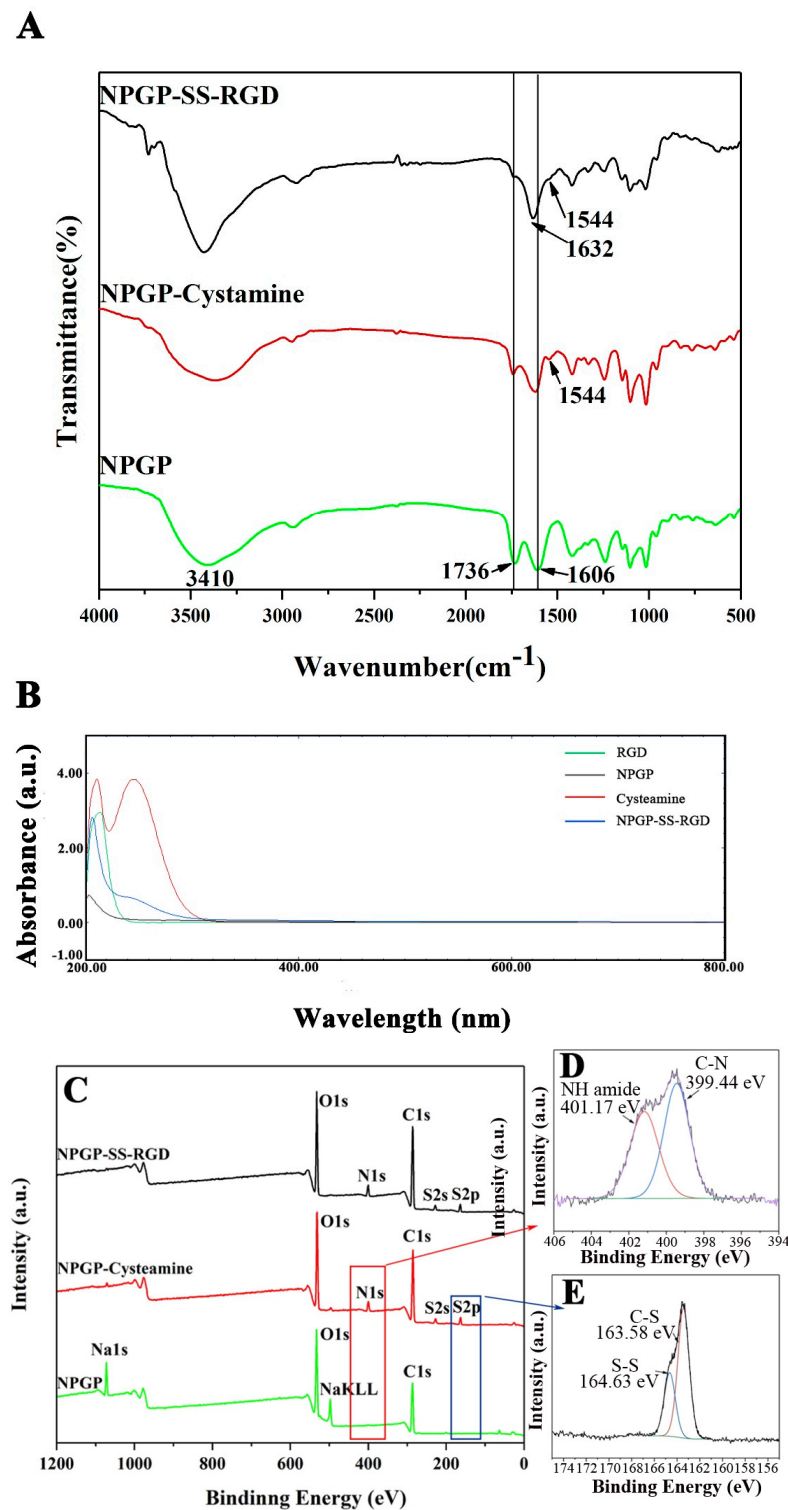 A
NPGP-SS-RGD
1544
1632
NPGP-Cystamine
1544
NPGP
3410
1736
1606
Transmittance(%)
4000 3500 3000 2500 2000 1500 1000 500
Wavenumber(cm-1)
B
RGD
NPGP
Cysteamine
NPGP-SS-RGD
4.00
2.00
0.00
-1.00
Absorbance (a.u.)
200.00 400.00 600.00 800.00
Wavelength (nm)
C
O1s
C1s
NPGP-SS-RGD
N1s
S2s S2p
O1s
C1s
NPGP-Cysteamine
N1s
S2s S2p
O1s
Na1s
C1s
NPGP
NaKLL
Intensity (a.u.)
1200 1000 800 600 400 200 0
Bindinng Energy (eV)
Intensity (a.u.)
D
C-N
399.44 eV
NH amide
401.17 eV
Intensity (a.u.)
406 404 402 400 398 396 394
Binding Energy (eV)
E
C-S
163.58 eV
S-S
164.63 eV
Intensity (a.u.)
174 172 170 168 166 164 162 160 158 156
Binding Energy (eV)